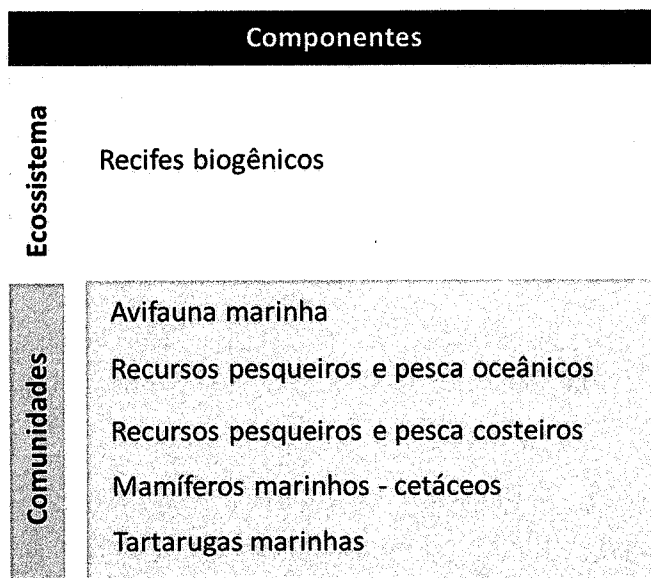 Componentes
Ecossistema
Recifes biogênicos
Comunidades
Avifauna marinha
Recursos pesqueiros e pesca oceânicos
Recursos pesqueiros e pesca costeiros
Mamíferos marinhos - cetáceos
Tartarugas marinhas